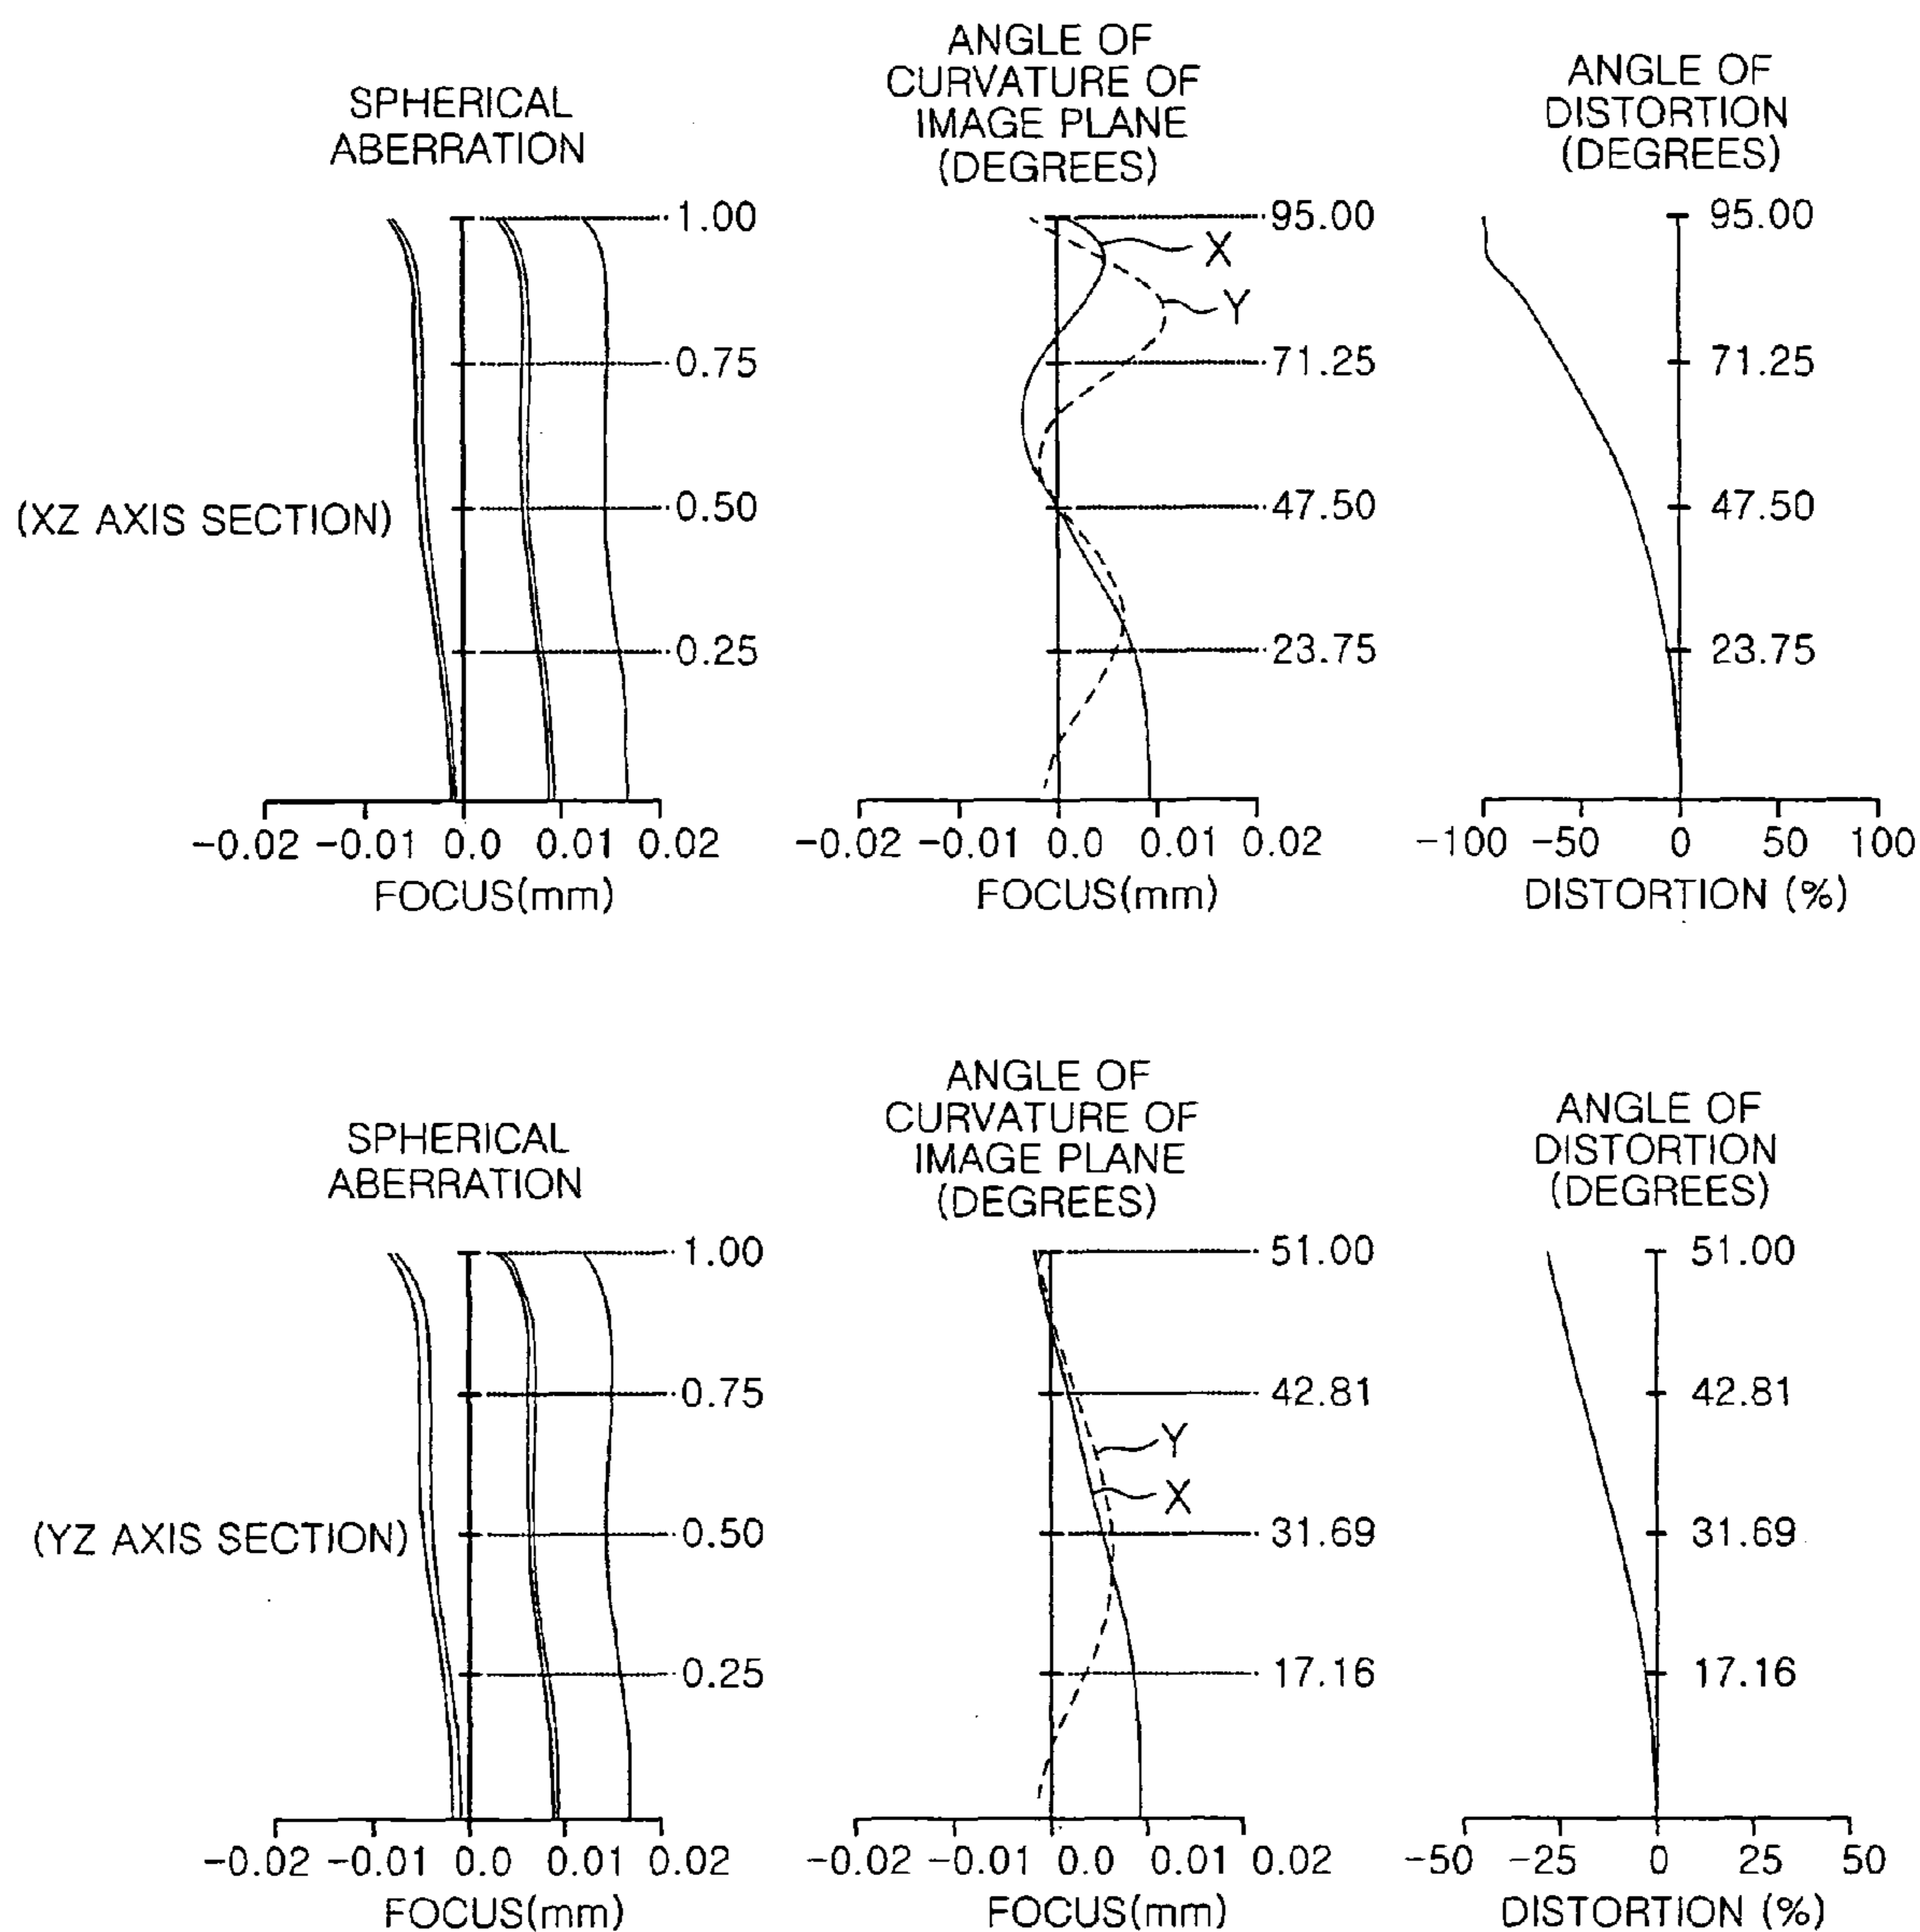 SPHERICAL
ABERRATION
ANGLE OF
CURVATURE OF
IMAGE PLANE
(DEGREES)
ANGLE OF
DISTORTION
(DEGREES)
(XZ AXIS SECTION)
1.00
0.75
0.50
0.25
-0.02 -0.01 0.0 0.01 0.02
FOCUS(mm)
95.00
X
Y
71.25
47.50
23.75
-0.02 -0.01 0.0 0.01 0.02
FOCUS(mm)
95.00
71.25
47.50
23.75
-100 -50 0 50 100
DISTORTION (%)
SPHERICAL
ABERRATION
ANGLE OF
CURVATURE OF
IMAGE PLANE
(DEGREES)
ANGLE OF
DISTORTION
(DEGREES)
(YZ AXIS SECTION)
1.00
0.75
0.50
0.25
-0.02 -0.01 0.0 0.01 0.02
FOCUS(mm)
51.00
42.81
Y
X
31.69
17.16
-0.02 -0.01 0.0 0.01 0.02
FOCUS(mm)
51.00
42.81
31.69
17.16
-50 -25 0 25 50
DISTORTION (%)